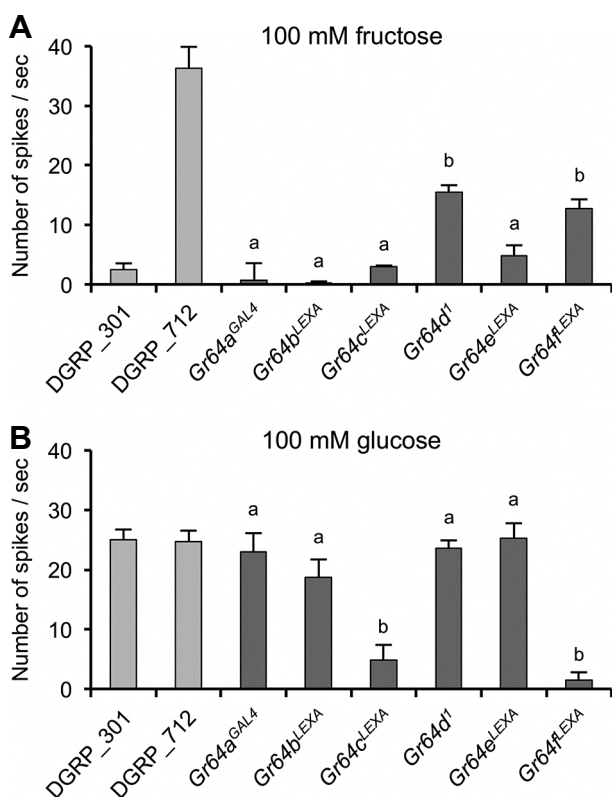 A
100 mM fructose
Number of spikes / sec
40
30
20
10
0
a
a
a
b
a
b
DGRP_301
DGRP_712
Gr64aGAL4
Gr64bLEXA
Gr64cLEXA
Gr64d1
Gr64eLEXA
Gr64fLEXA
B
100 mM glucose
Number of spikes / sec
40
30
20
10
0
a
a
b
a
a
b
DGRP_301
DGRP_712
Gr64aGAL4
Gr64bLEXA
Gr64cLEXA
Gr64d1
Gr64eLEXA
Gr64fLEXA